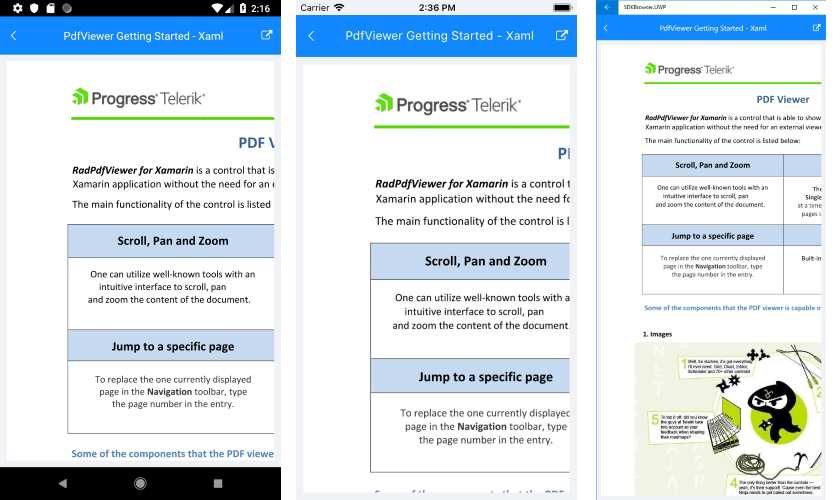 2:16
PdfViewer Getting Started - Xaml
Progress Telerik
PDF V
RadPdfViewer for Xamarin is a control that is
Xamarin application without the need for an e
The main functionality of the control is listed
Scroll, Pan and Zoom
One can utilize well-known tools with an
intuitive interface to scroll, pan
and zoom the content of the document.
Jump to a specific page
To replace the one currently displayed
page in the Navigation toolbar, type
the page number in the entry.
Some of the components that the PDF viewe
Carrier
2:36 PM
PdfViewer Getting Started - Xaml
Progress Telerik
RadPdfViewer for Xamarin is a control t
Xamarin application without the need fo
The main functionality of the control is l
Scroll, Pan and Zoom
One can utilize well-known tools with a
intuitive interface to scroll, pan
and zoom the content of the document.
Jump to a specific page
To replace the one currently displayed
page in the Navigation toolbar, type
the page number in the entry.
SDKBrowser.UWP
PdfViewer Getting Started - Xaml
Progress Telerik
PDF Viewer
RadPdfViewer for Xamarin is a control that is able to show
Xamarin application without the need for an external viewe
The main functionality of the control is listed below:
Scroll, Pan and Zoom
One can utilize well-known tools with an
intuitive interface to scroll, pan
and zoom the content of the document.
The
Single
at a time
pages is
Jump to a specific page
To replace the one currently displayed
page in the Navigation toolbar, type
the page number in the entry.
Built-in
Some of the components that the PDF viewer is capable of
1. Images
1 Well, for starters, it's got everything
I'll ever need. Grid, Chart, Editor,
Scheduler and 70+ other controls!
5 To top it off, did you know
the guys at Telerik take
into account all your
feedback when sharing
their roadmap?
4 The only thing better than the controls —
yeah, it's their support! 'Cause even the best
Ninja needs to get bailed out sometimes.